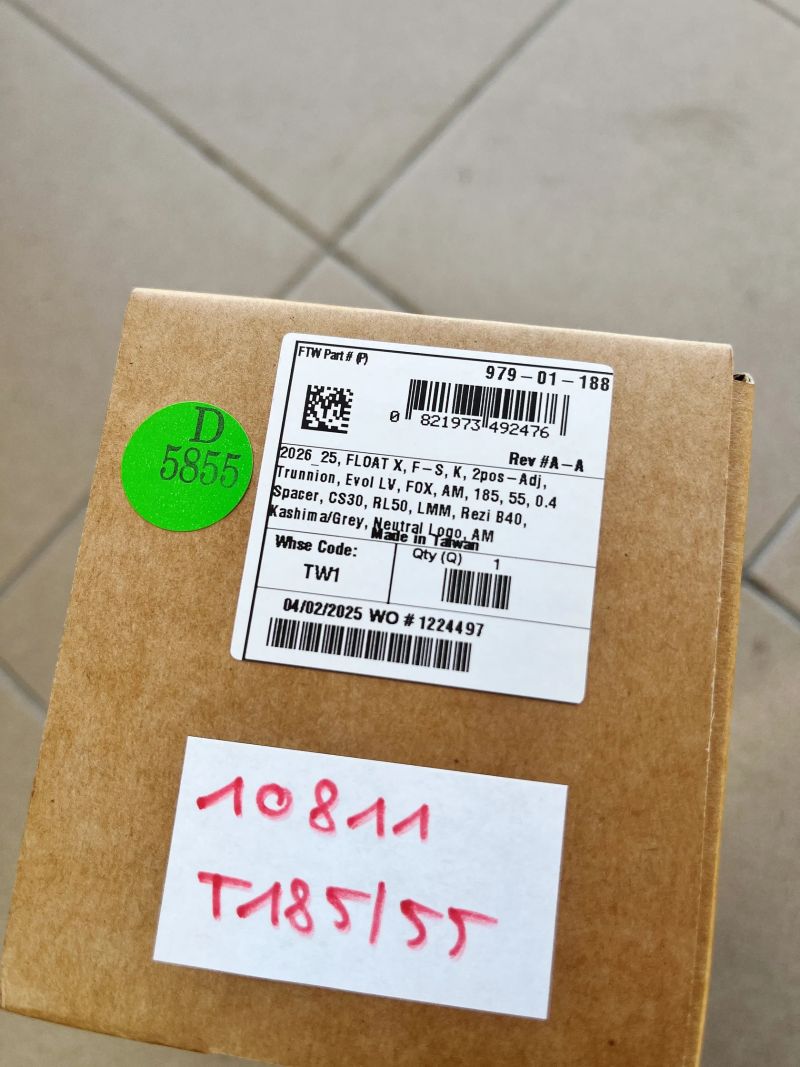 FTW Part # (P)
979-01-188
0 821973 492476
Rev #A-A
2026_25, FLOAT X, F-S, K, 2pos-Adj,
Trunnion, Evol LV, FOX, AM, 185, 55, 0.4
Spacer, CS30, RL50, LMM, Rezi B40,
Kashima/Grey, Neutral Logo, AM
Made in Taiwan
Whse Code:
TW1
Qty (Q) 1
04/02/2025 WO # 1224497
D
5855
10811
T185/55